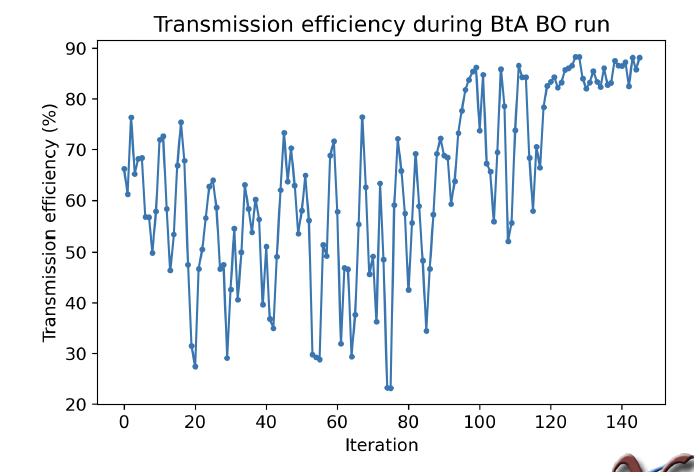 Transmission efficiency during BtA BO run
Transmission efficiency (%)
90
80
70
60
50
40
30
20
0 20 40 60 80 100 120 140
Iteration